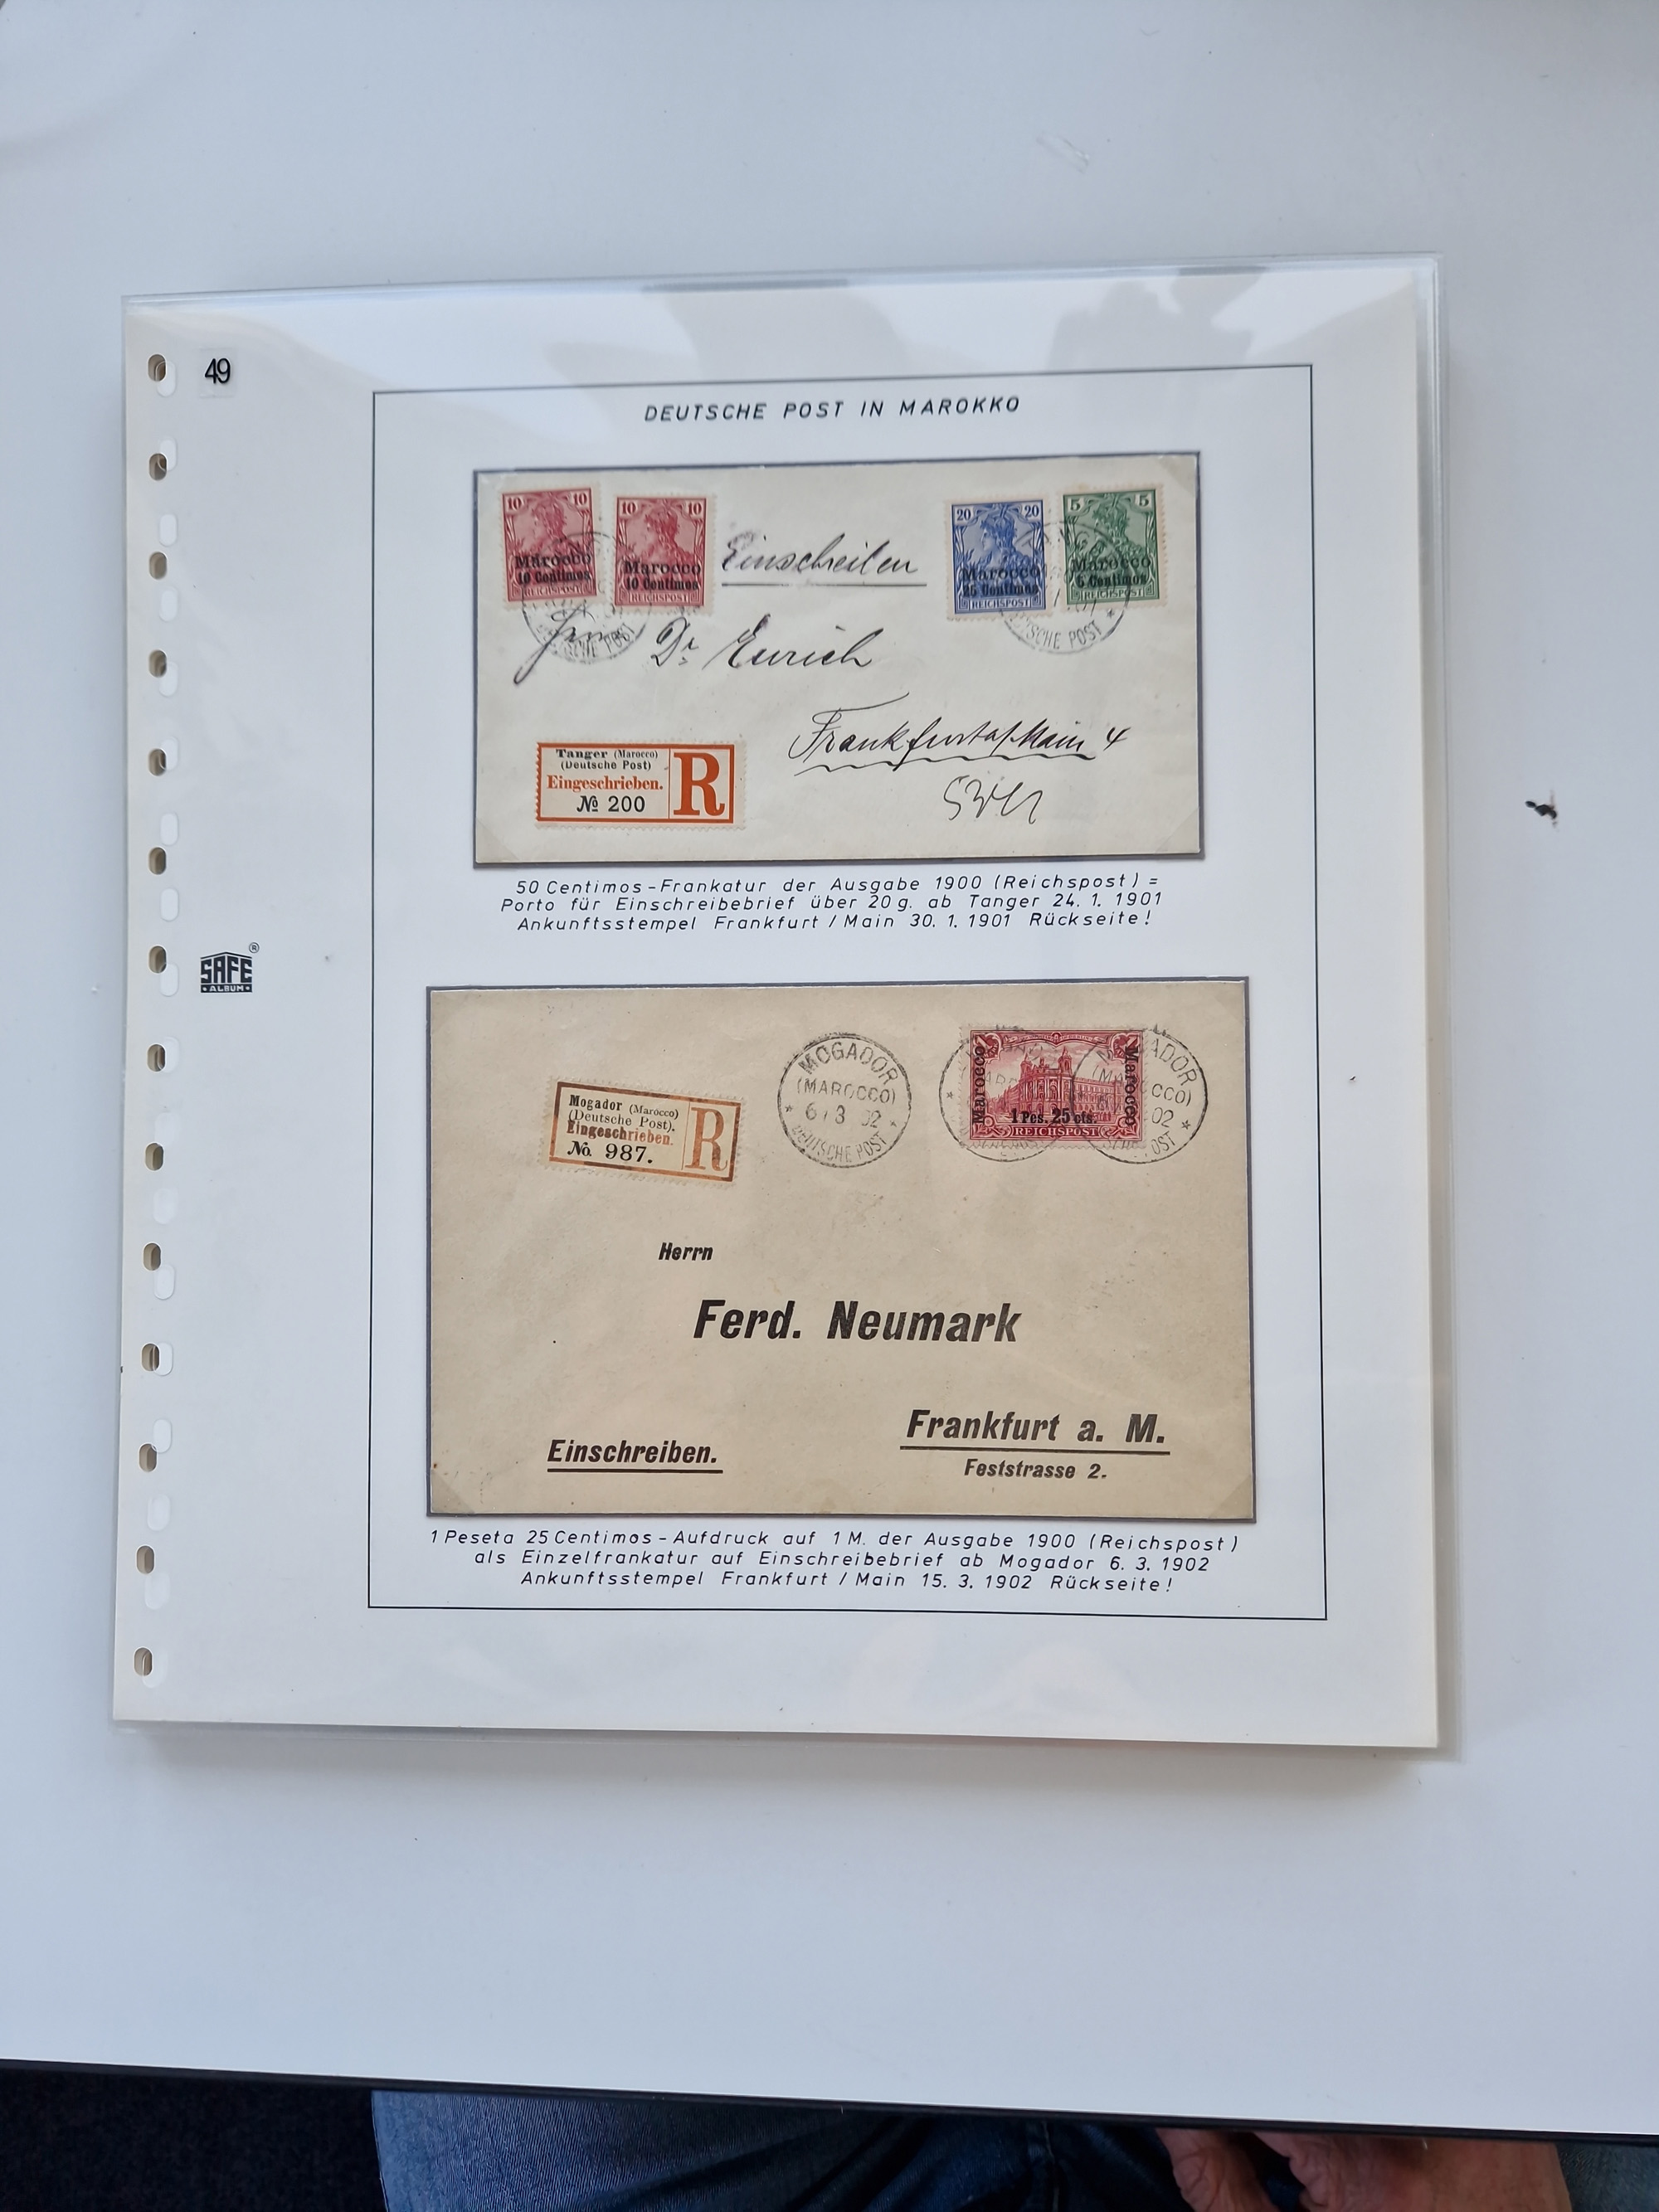 49
DEUTSCHE POST IN MAROKKO
10 10
Marocco
10 Centimos
REICHSPOST
10 10
Marocco
10 Centimos
REICHSPOST
Einschreiben
20 20
Marocco
25 Centimos
REICHSPOST
5 5
Marocco
5 Centimos
REICHSPOST
DEUTSCHE POST
Dr Eurich
Frankfurt a/Main 4
Tanger (Marocco)
(Deutsche Post)
Eingeschrieben.
№ 200
R
50 Centimos-Frankatur der Ausgabe 1900 (Reichspost) =
Porto für Einschreibebrief über 20 g. ab Tanger 24. 1. 1901
Ankunftsstempel Frankfurt / Main 30. 1. 1901 Rückseite!
SAFE ®
ALBUM
Mogador (Marocco)
(Deutsche Post).
Eingeschrieben.
No. 987.
R
MOGADOR
(MAROCCO)
6/3 02
* DEUTSCHE POST *
Marocco
Marocco
1 Pes. 25 cts.
REICHSPOST
Herrn
Ferd. Neumark
Frankfurt a. M.
Einschreiben.
Feststrasse 2.
1 Peseta 25 Centimos - Aufdruck auf 1 M. der Ausgabe 1900 (Reichspost)
als Einzelfrankatur auf Einschreibebrief ab Mogador 6. 3. 1902
Ankunftsstempel Frankfurt / Main 15. 3. 1902 Rückseite!